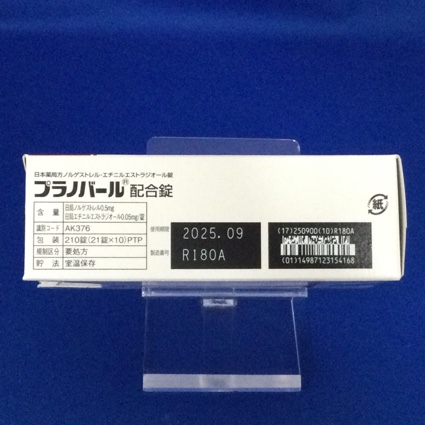 日本薬局方ノルゲストレル・エチニルエストラジオール錠
プラノバール®配合錠
含 量 日局ノルゲストレル0.5mg
日局エチニルエストラジオール0.05mg/錠
識別コード AK376
包 装 210錠(21錠×10)PTP
規制区分 要処方
貯 法 室温保存
使用期限 2025.09
製造番号 R180A
(17)250900(10)R180A
(01)14987123154168
紙